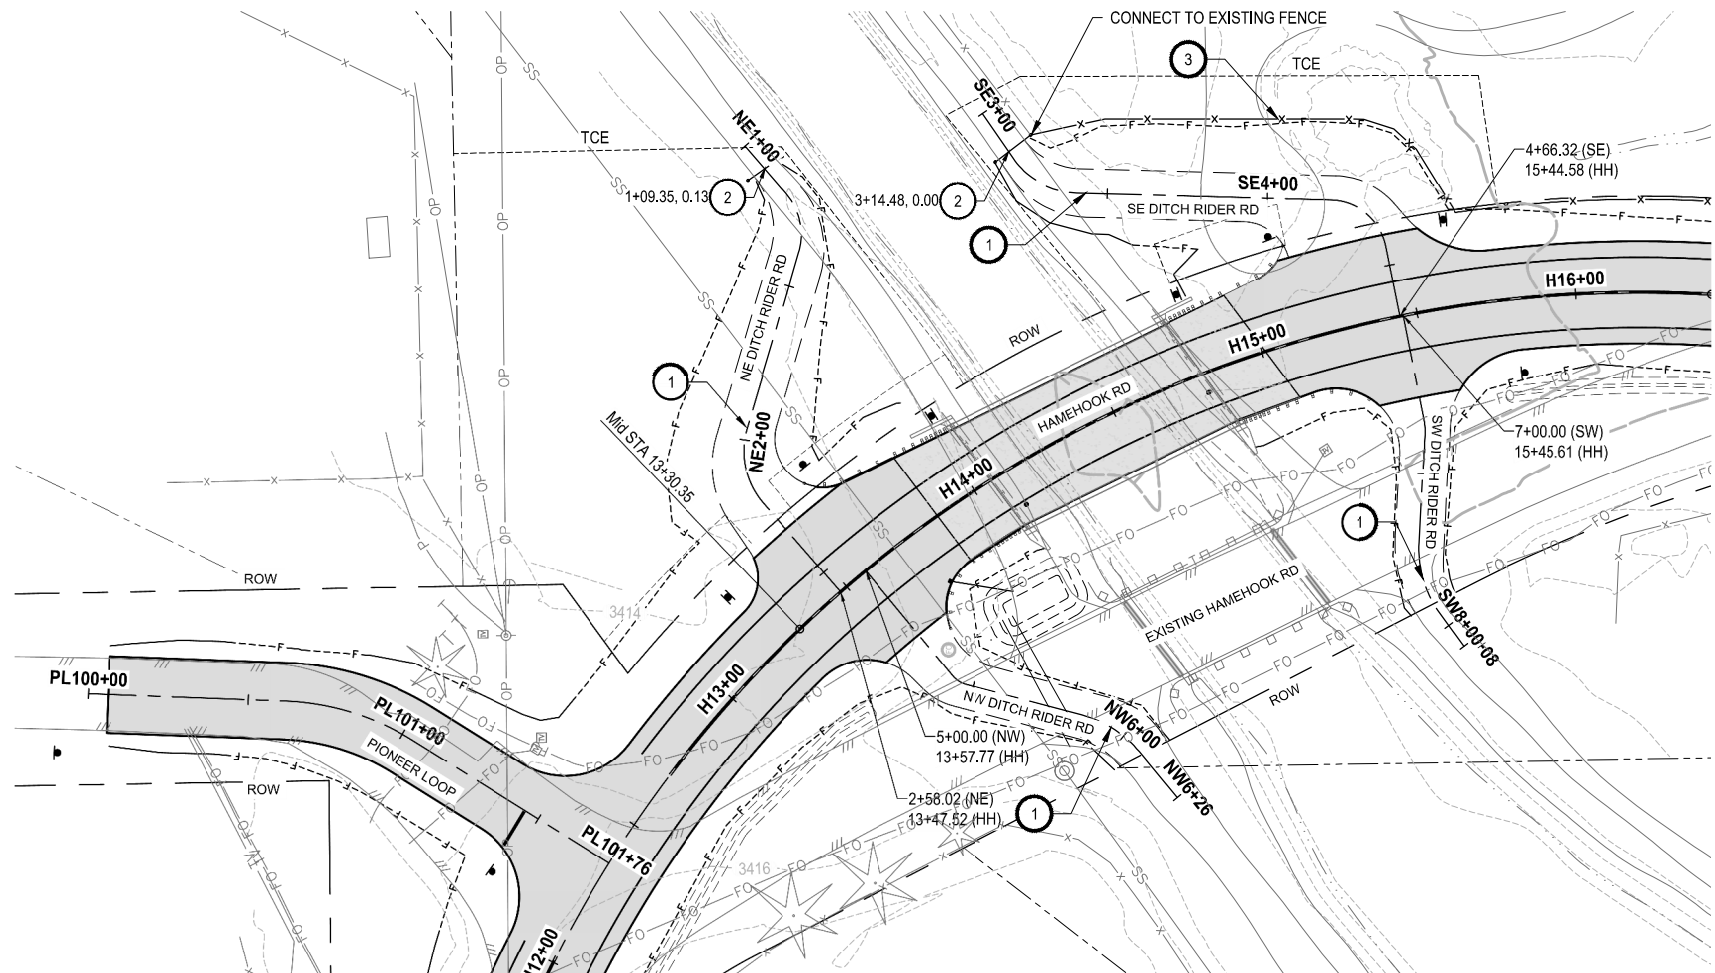 CONNECT TO EXISTING FENCE
3
TCE
SE3+00
NE1+00
TCE
OP
SS
4+66.32 (SE)
15+44.58 (HH)
1+09.35, 0.13
2
3+14.48, 0.00
2
SE4+00
SE DITCH RIDER RD
1
H16+00
NE DITCH RIDER RD
ROW
H15+00
1
HAMEHOOK RD
NE2+00
Mid STA 13+30.35
H14+00
7+00.00 (SW)
15+45.61 (HH)
SW DITCH RIDER RD
1
ROW
3414
EXISTING HAMEHOOK RD
SW8+00
PL100+00
H13+00
ROW
PL101+00
NW DITCH RIDER RD
NW6+00
PIONEER LOOP
5+00.00 (NW)
13+57.77 (HH)
ROW
NW6+26
2+58.02 (NE)
13+47.52 (HH)
1
PL101+76
3416
FO
SS
12+00